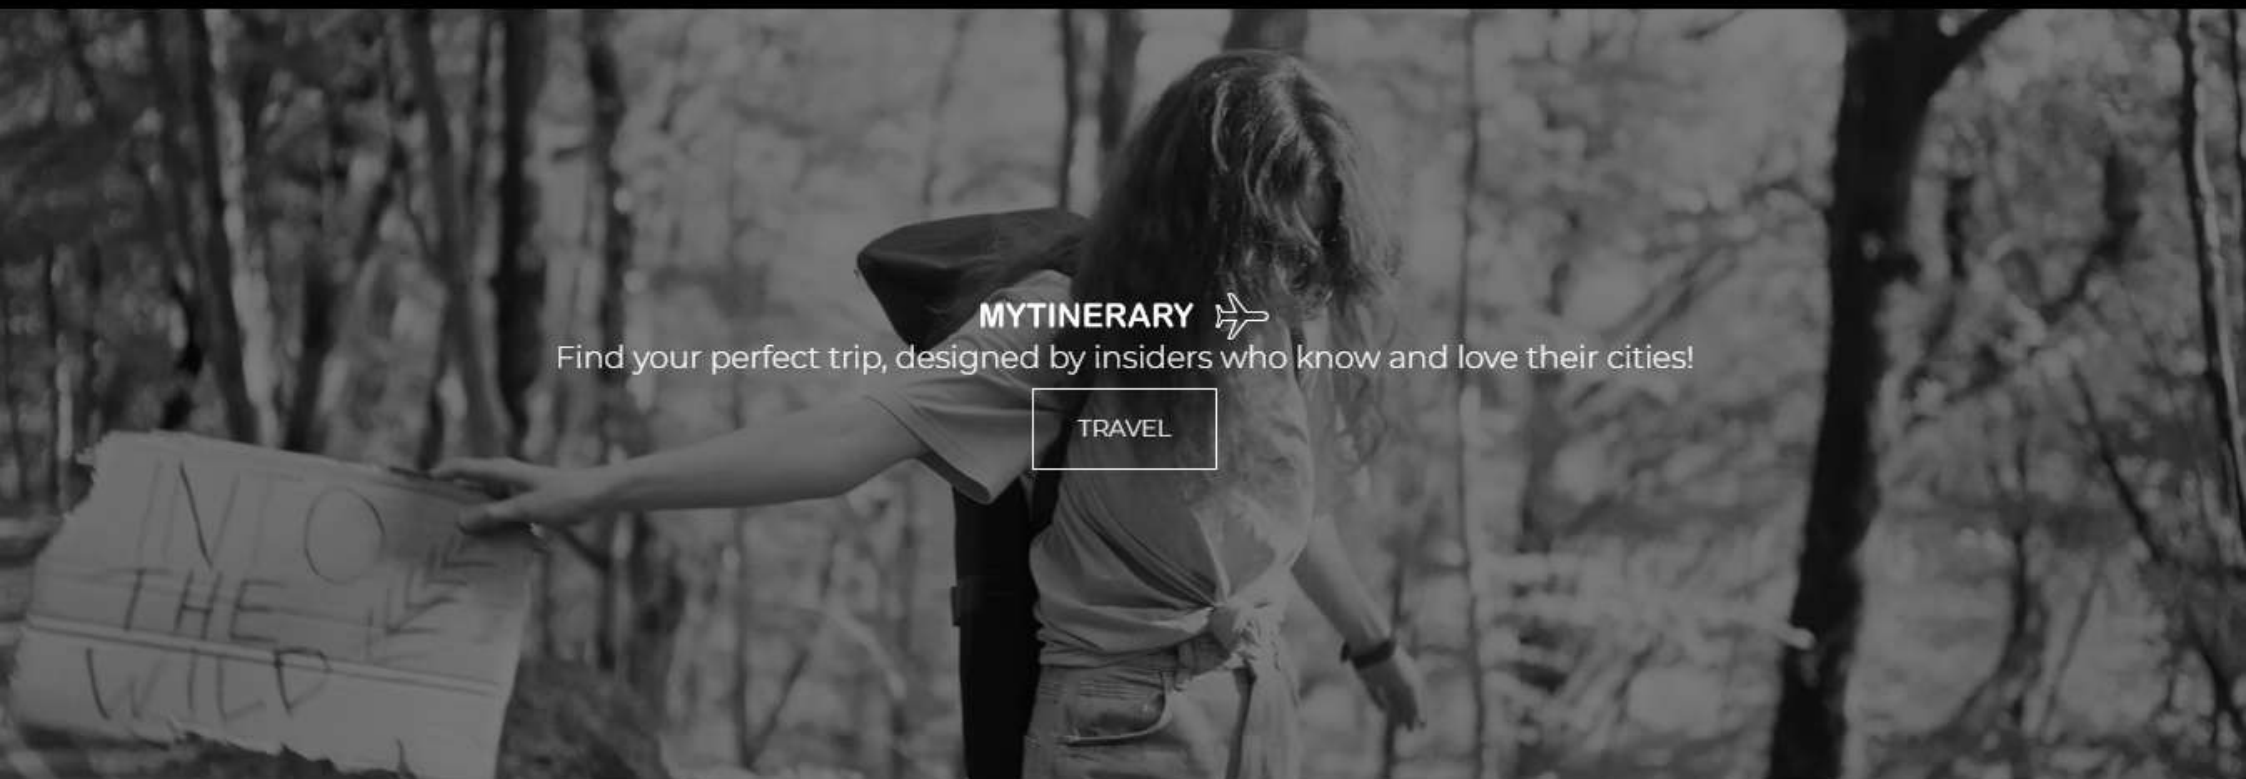 MYTINERARY
Find your perfect trip, designed by insiders who know and love their cities!
TRAVEL
INTO
THE
WILD